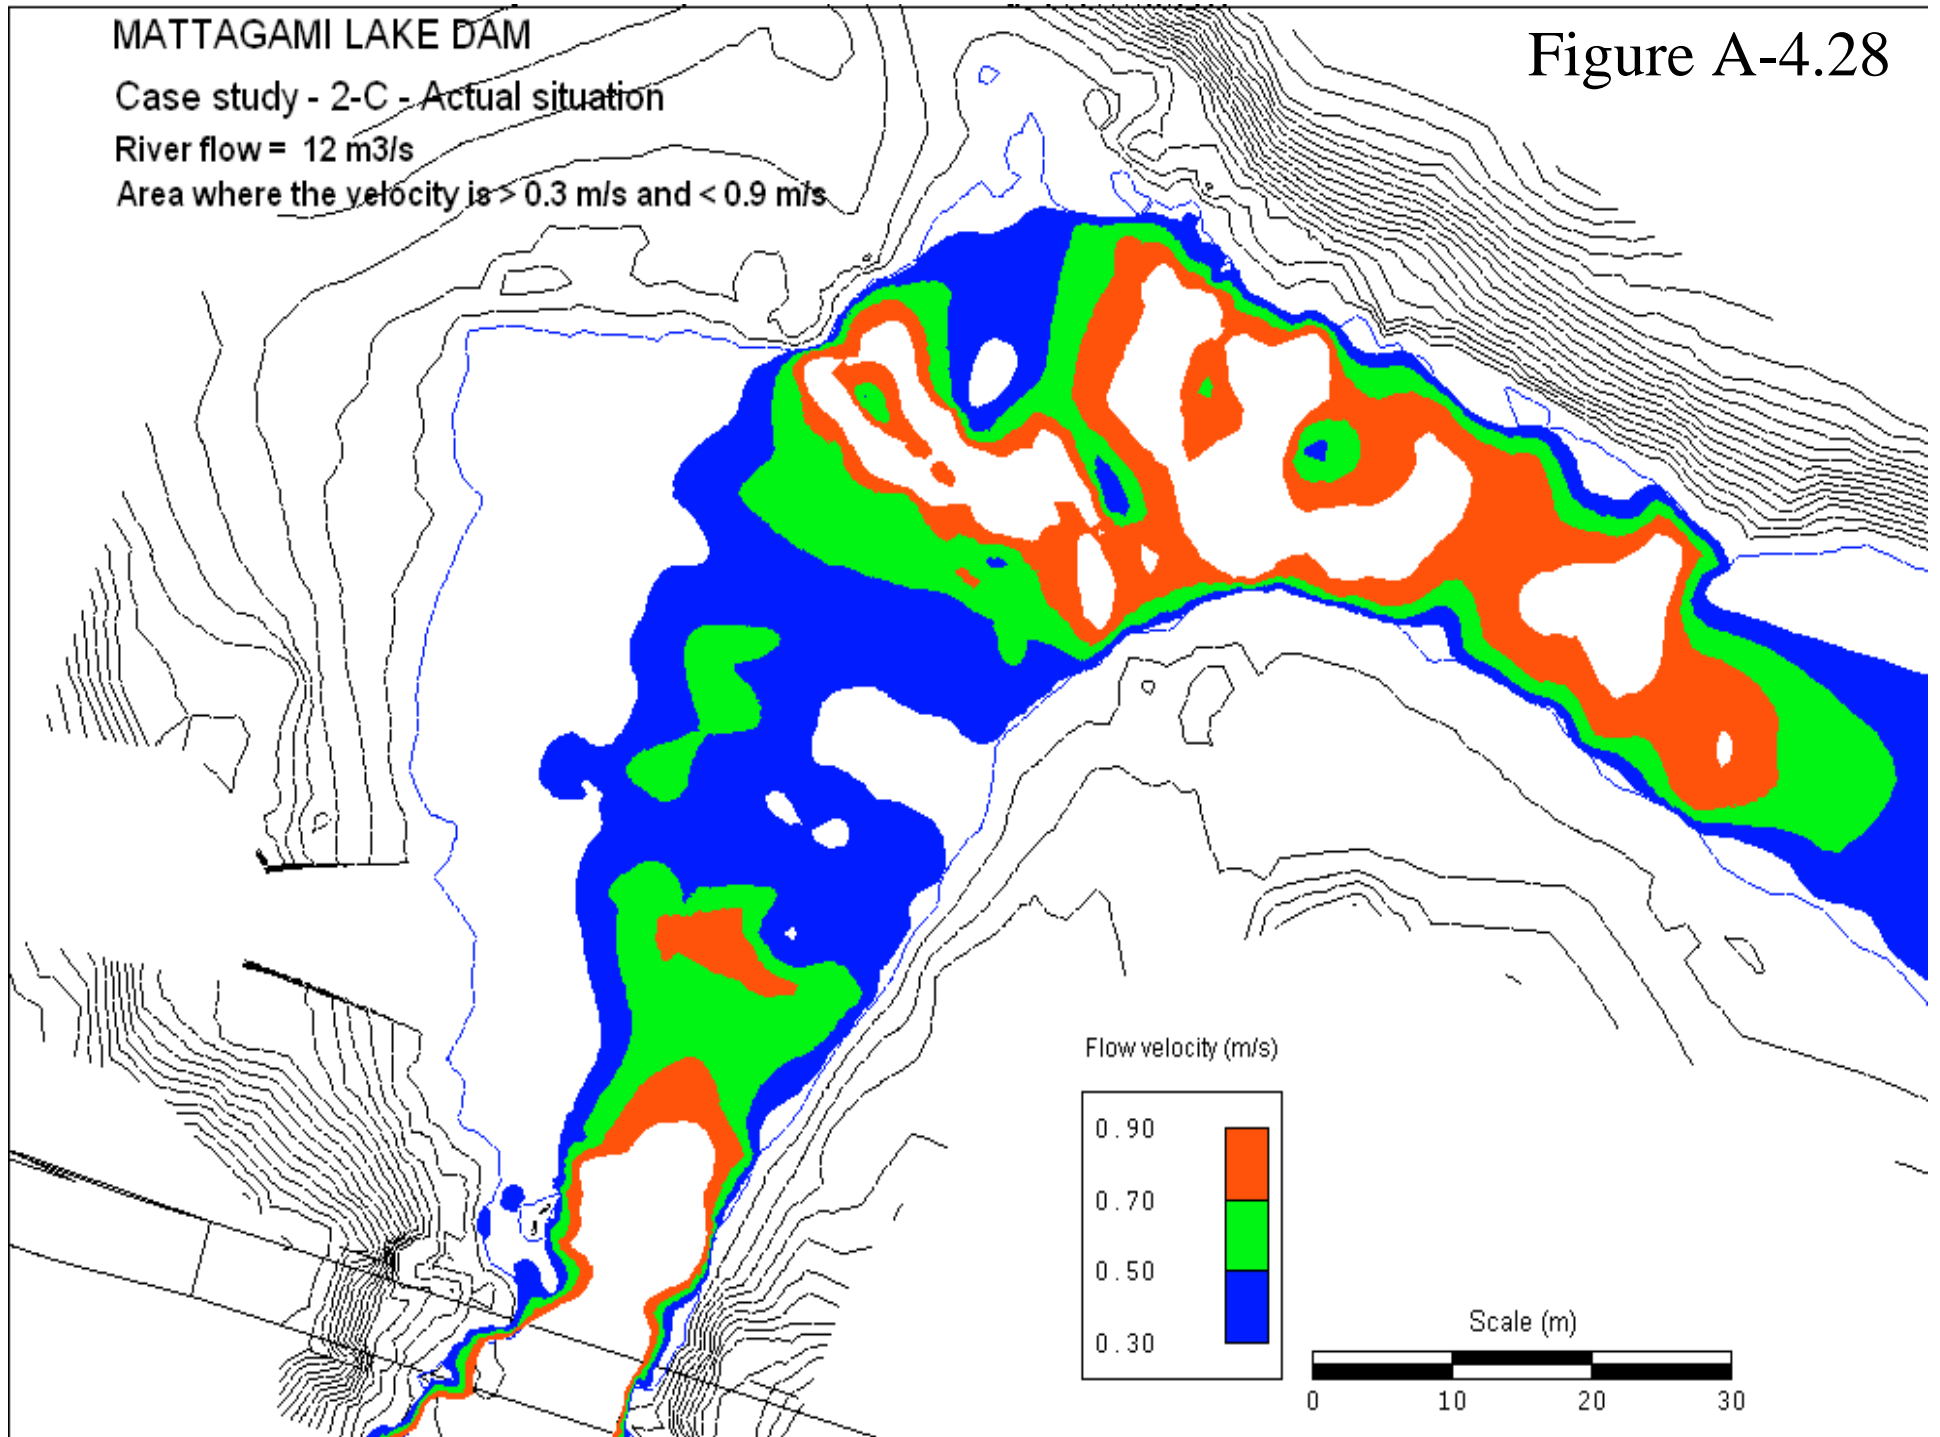 MATTAGAMI LAKE DAM
Figure A-4.28
Case study - 2-C - Actual situation
River flow = 12 m3/s
Area where the velocity is > 0.3 m/s and < 0.9 m/s
Flow velocity (m/s)
0.90
0.70
0.50
0.30
Scale (m)
0 10 20 30